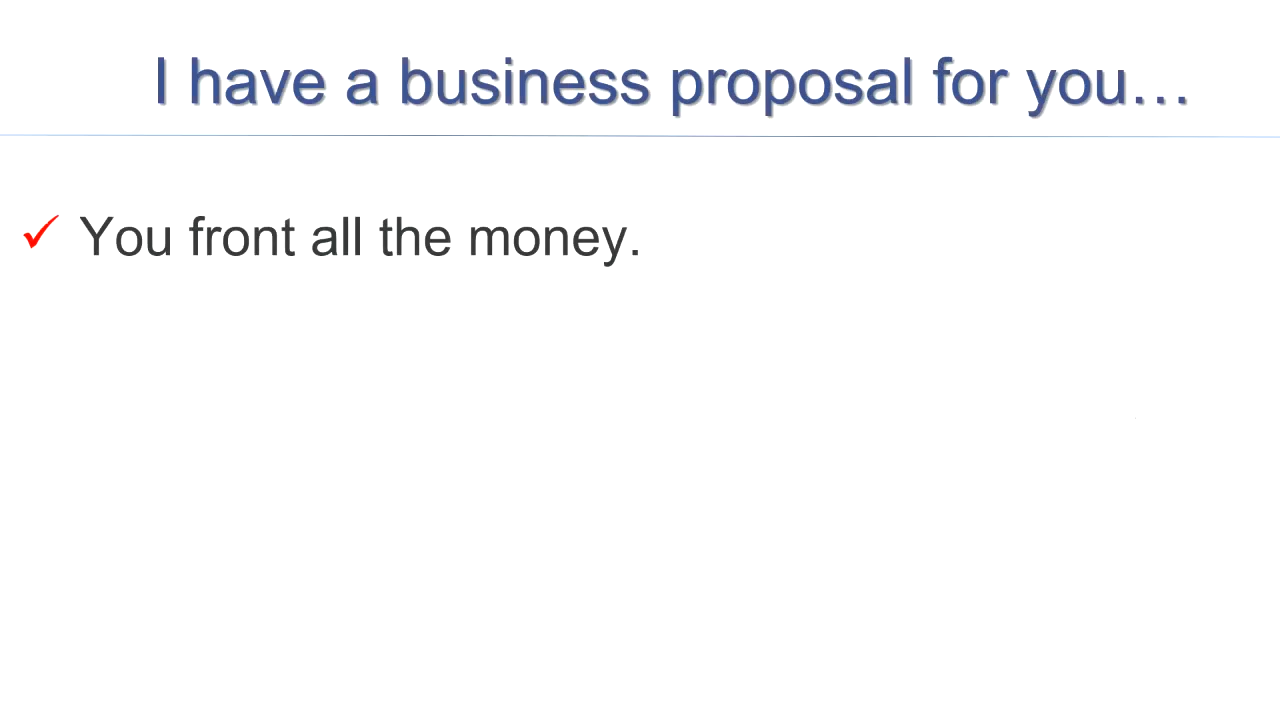 I have a business proposal for you…
✓ You front all the money.